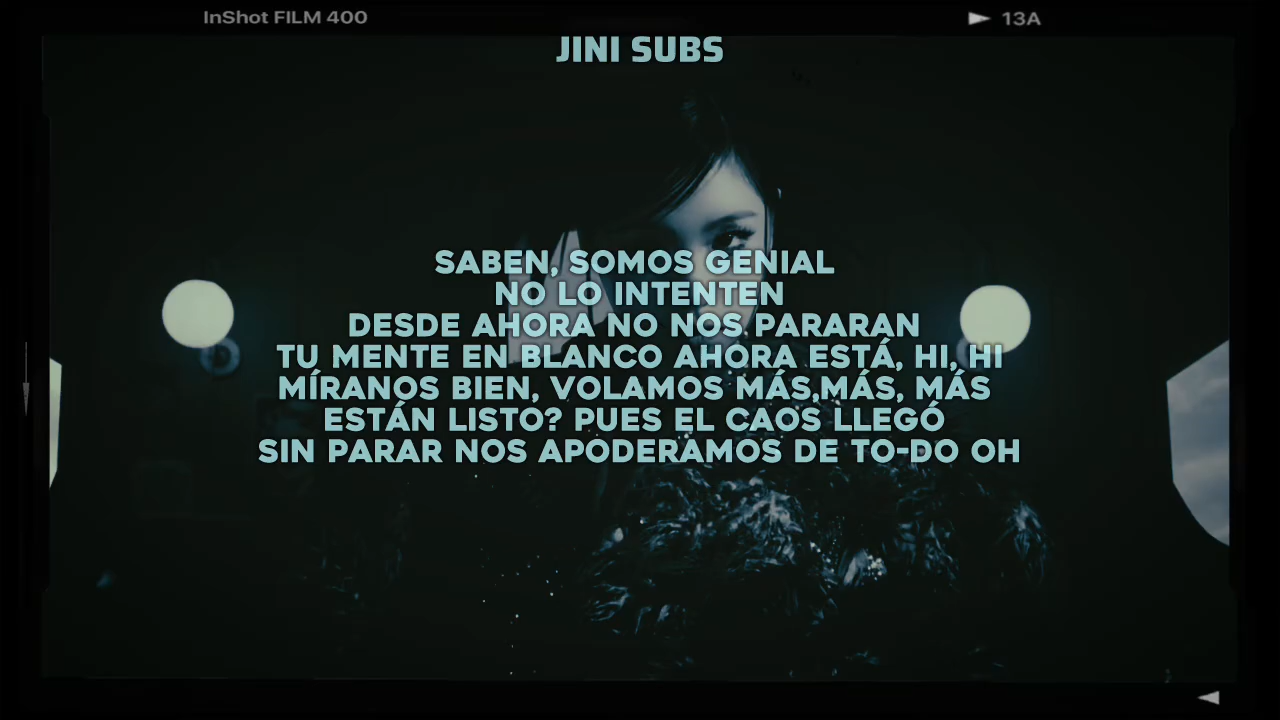 InShot FILM 400
13A
JINI SUBS
SABEN, SOMOS GENIAL
NO LO INTENTEN
DESDE AHORA NO NOS PARARAN
TU MENTE EN BLANCO AHORA ESTÁ, HI, HI
MÍRANOS BIEN, VOLAMOS MÁS,MÁS, MÁS
ESTÁN LISTO? PUES EL CAOS LLEGÓ
SIN PARAR NOS APODERAMOS DE TO-DO OH